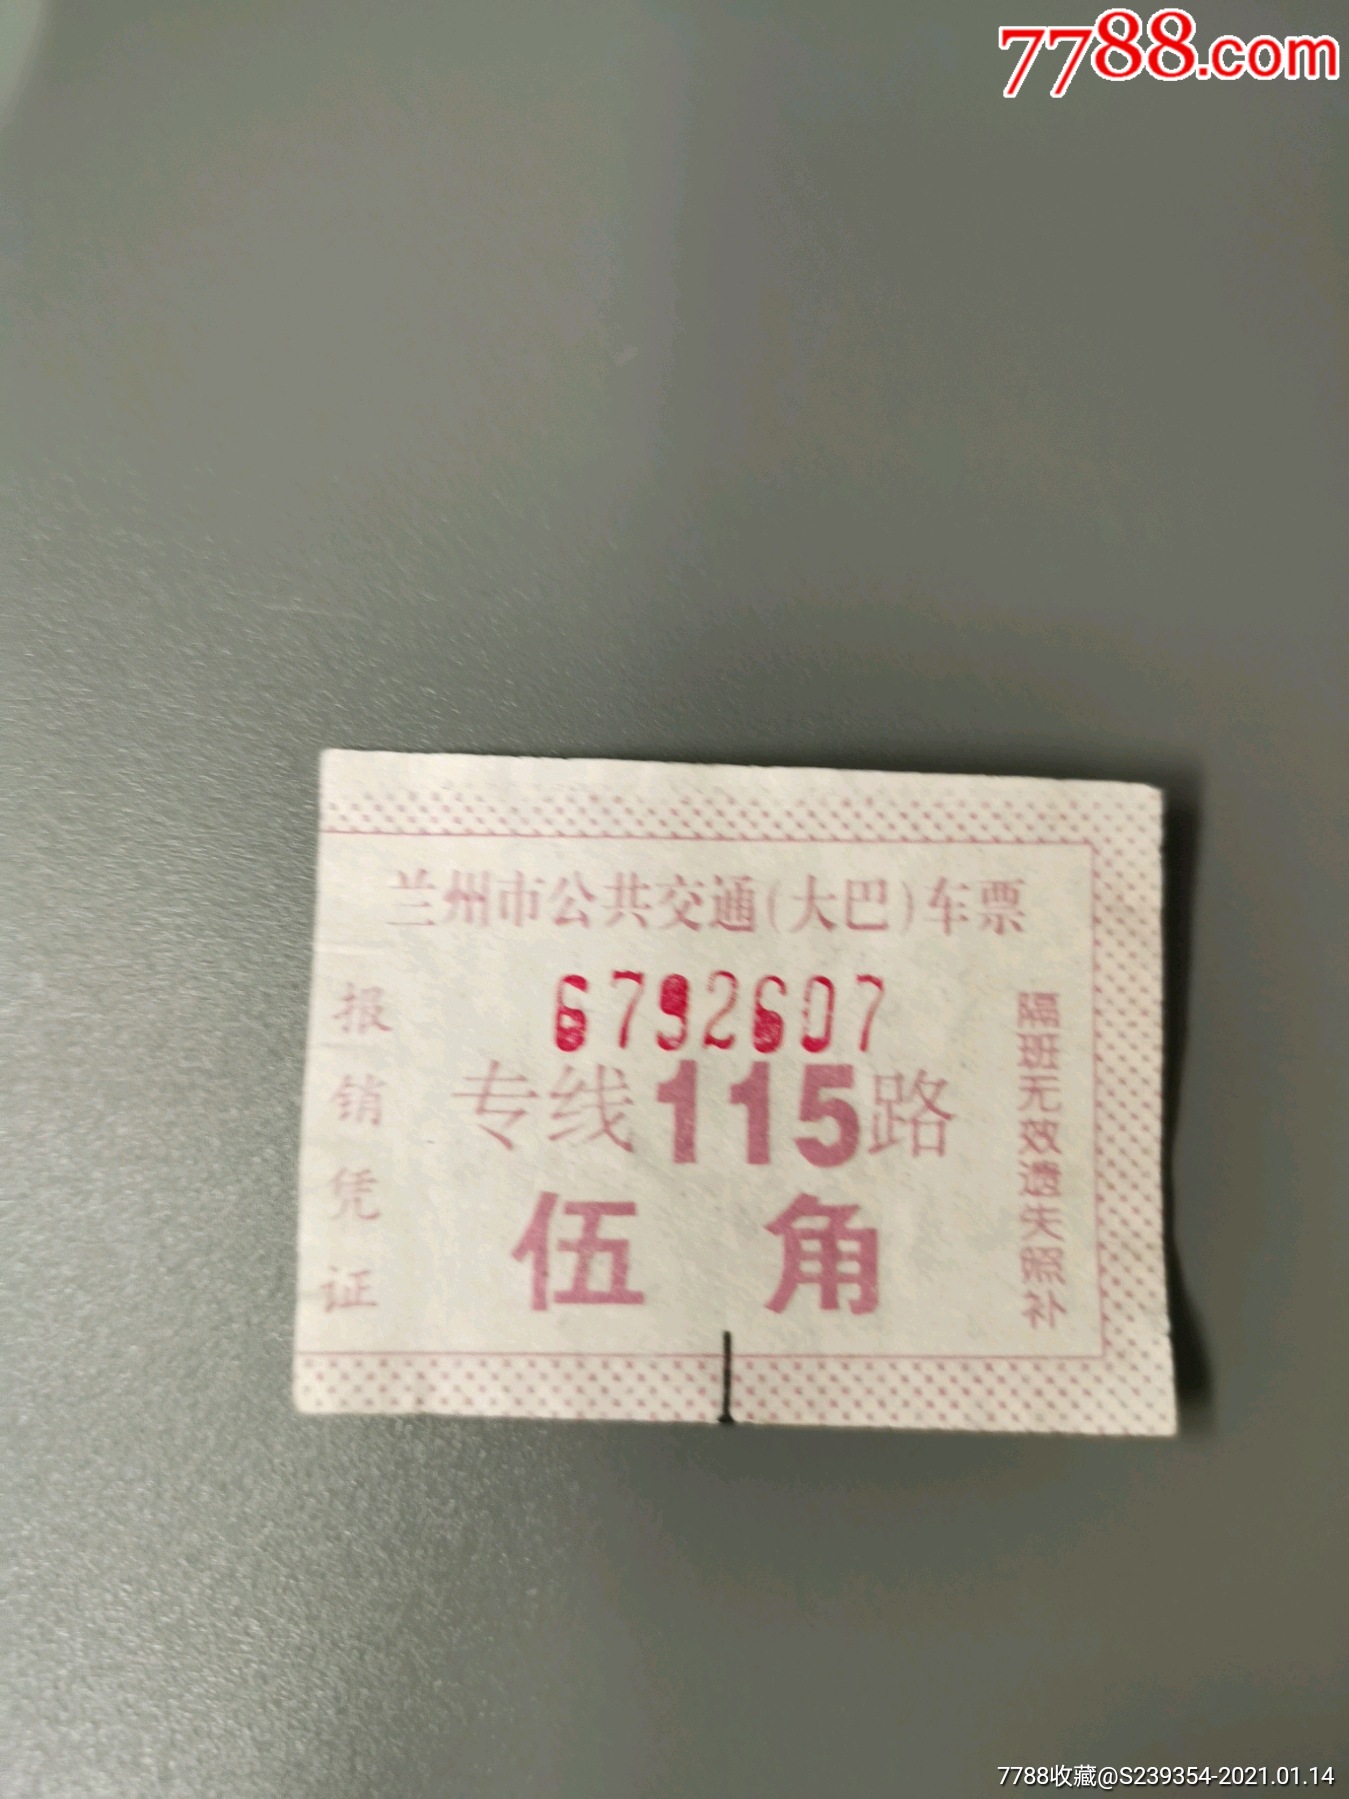 7788.com
兰州市公共交通(大巴)车票
6792607
专线115路
伍角
报销凭证
隔班无效遗失照补
7788收藏@S239354-2021.01.14